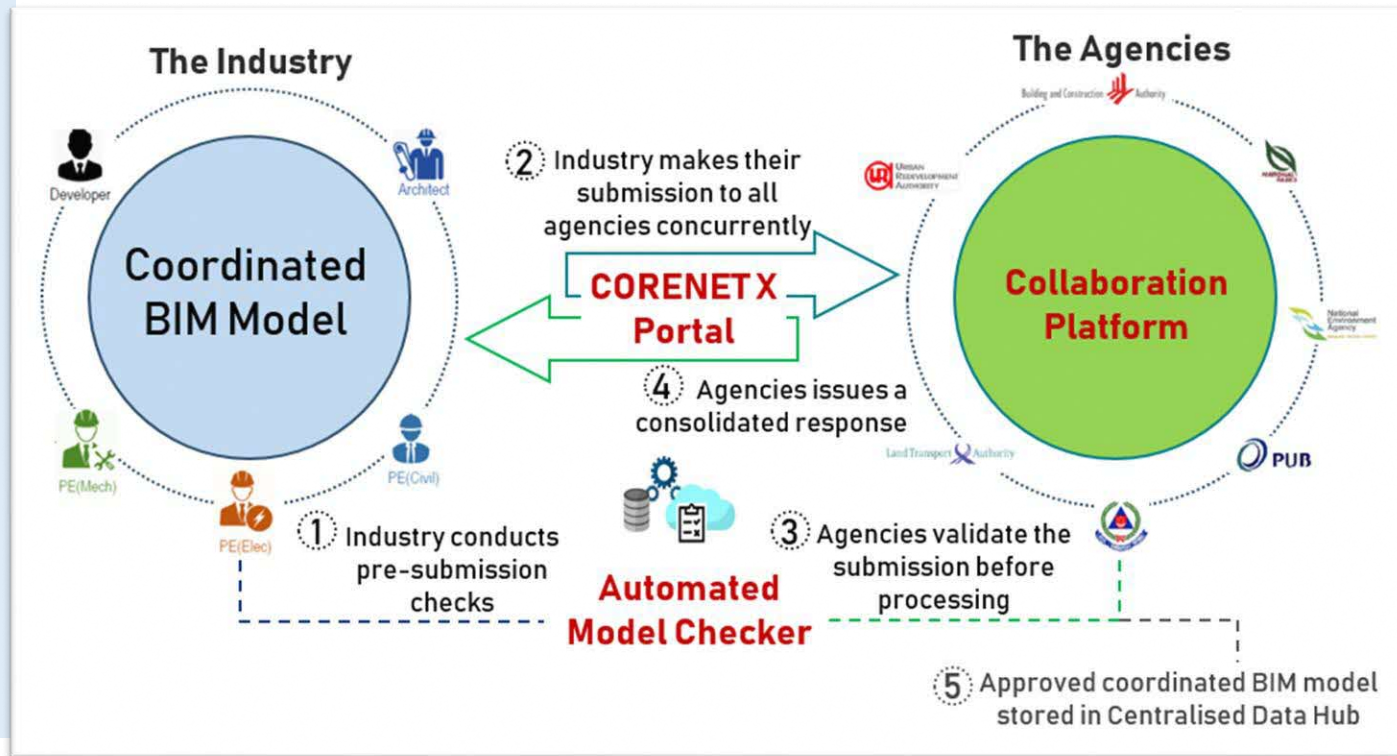 The Industry
Developer
Architect
Coordinated
BIM Model
PE(Mech)
PE(Elec)
PE(Civil)
1 Industry conducts
pre-submission
checks
2 Industry makes their
submission to all
agencies concurrently
CORENET X
Portal
4 Agencies issues a
consolidated response
Automated
Model Checker
3 Agencies validate the
submission before
processing
The Agencies
Building and Construction Authority
URBAN
REDEVELOPMENT
AUTHORITY
Collaboration
Platform
National
Environment
Agency
Land Transport Authority
PUB
5 Approved coordinated BIM model
stored in Centralised Data Hub